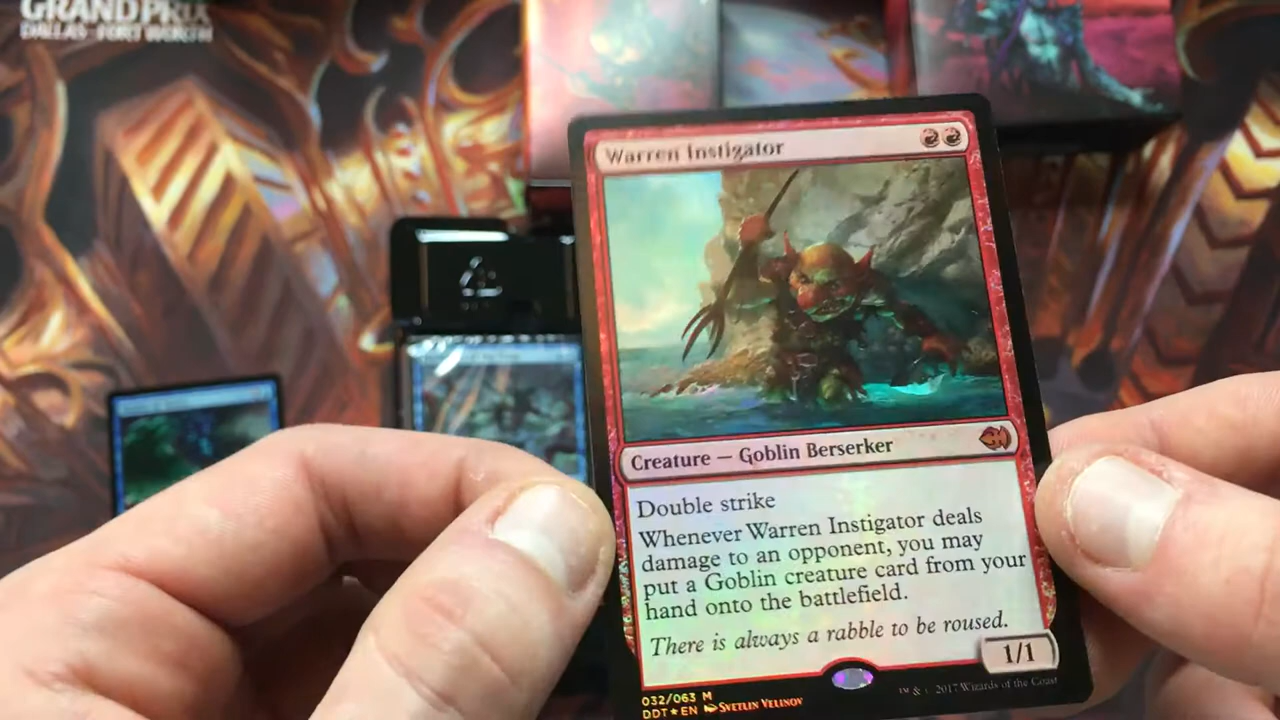 GRAND PRIX
DALLAS-FORT WORTH
Warren Instigator
Creature — Goblin Berserker
Double strike
Whenever Warren Instigator deals
damage to an opponent, you may
put a Goblin creature card from your
hand onto the battlefield.
There is always a rabble to be roused.
1/1
032/063 M
DDT★EN Svetlin Velinov
™ & © 2017 Wizards of the Coast